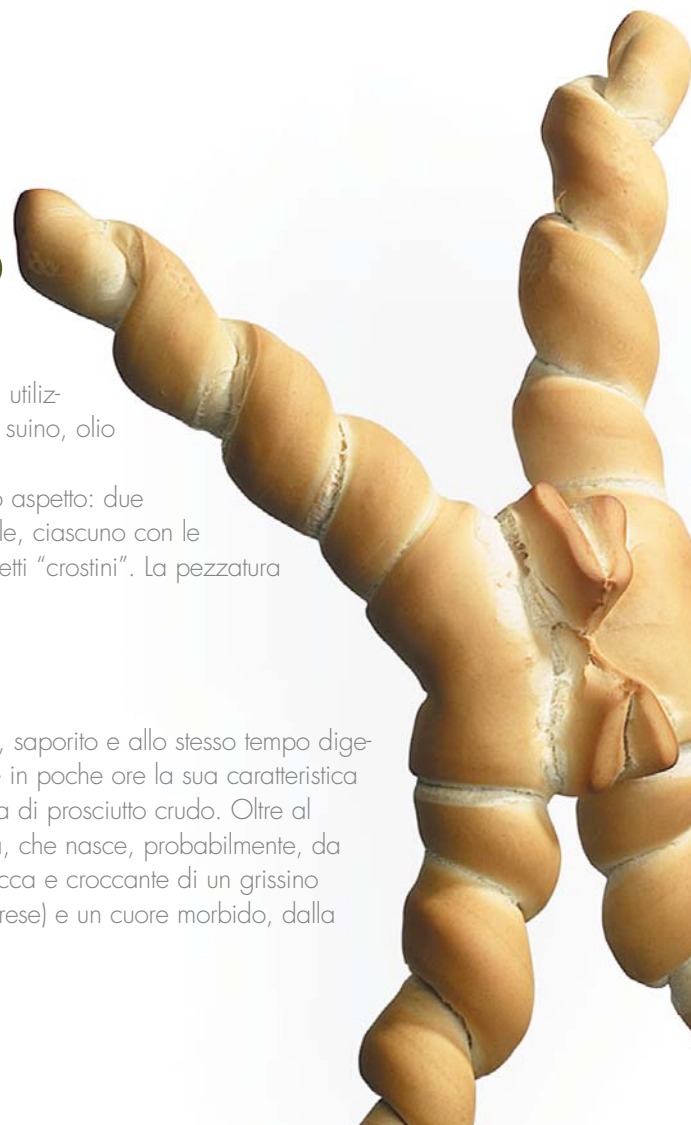 utiliz-
suino, olio
aspetto: due
le, ciascuno con le
etti "crostini". La pezzatura
, saporito e allo stesso tempo dige-
in poche ore la sua caratteristica
a di prosciutto crudo. Oltre al
, che nasce, probabilmente, da
cca e croccante di un grissino
rese) e un cuore morbido, dalla